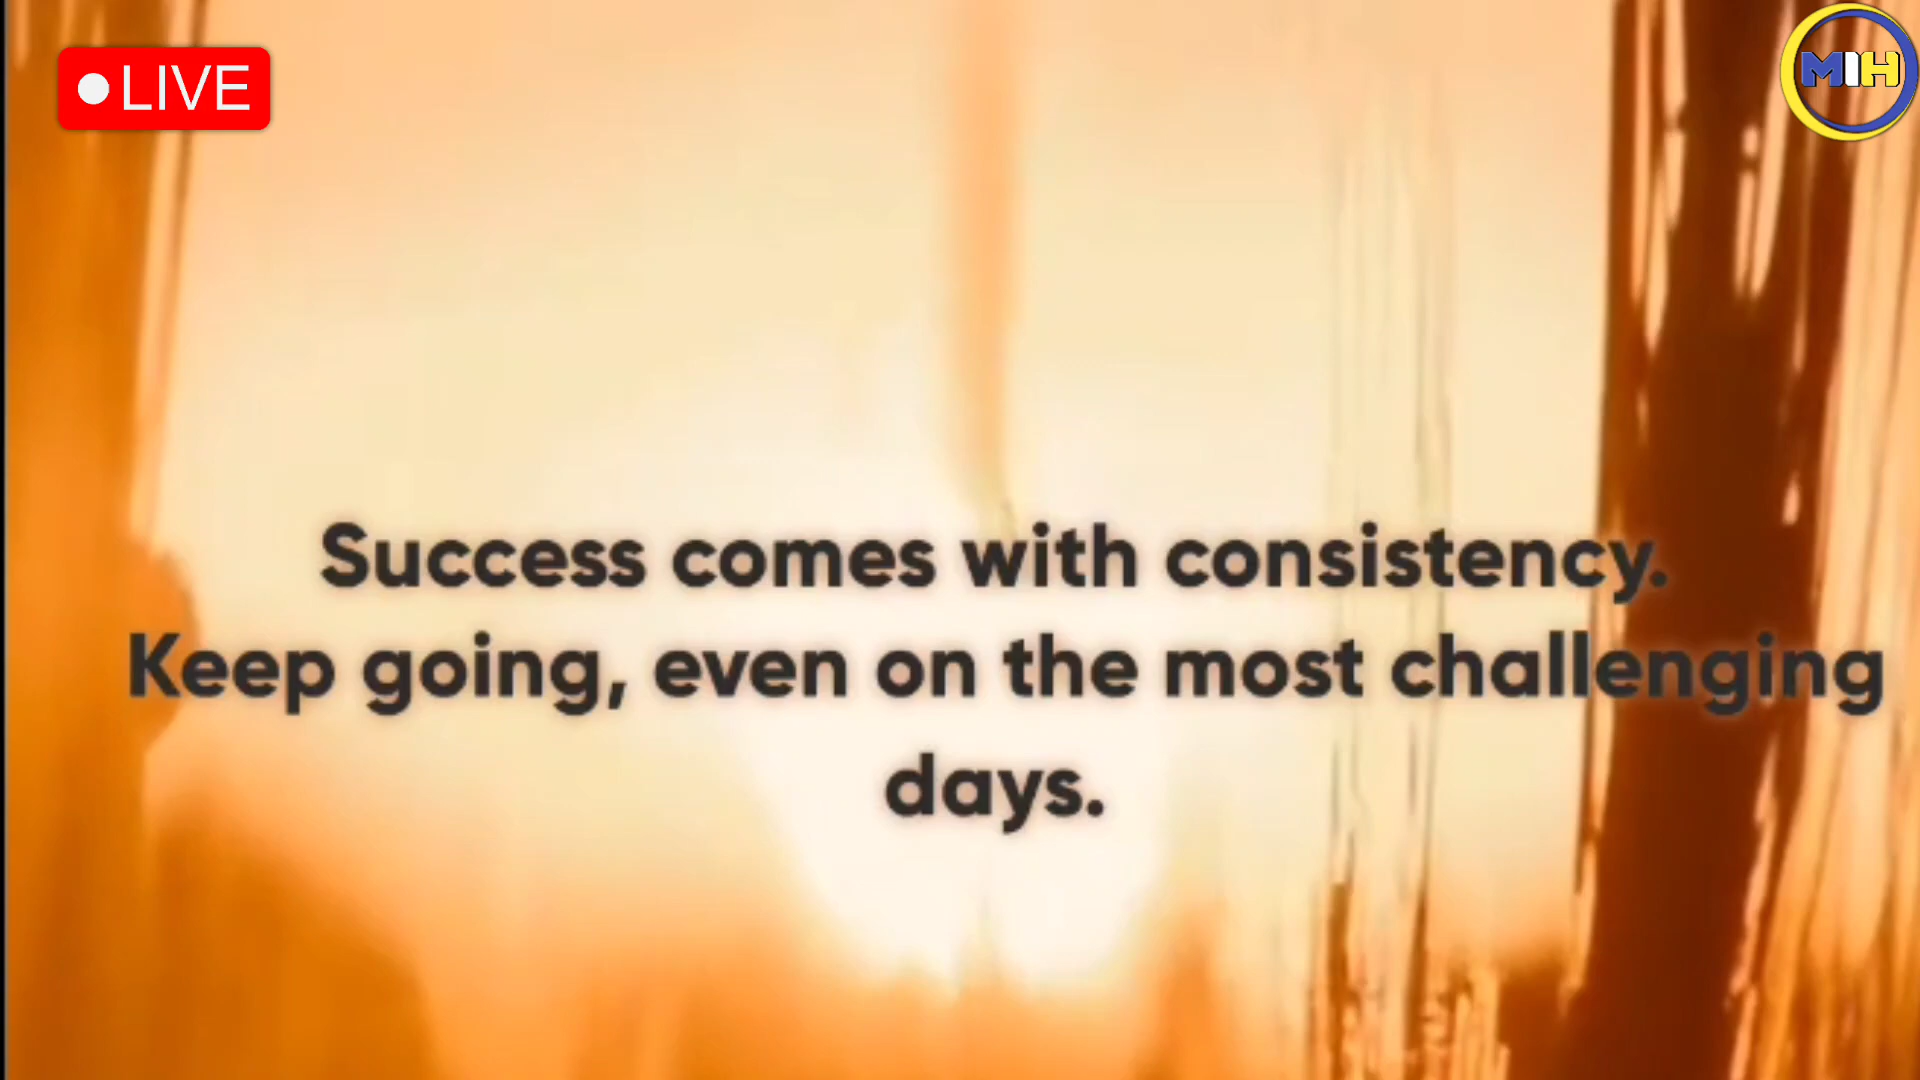 LIVE
MIH
Success comes with consistency.
Keep going, even on the most challenging
days.